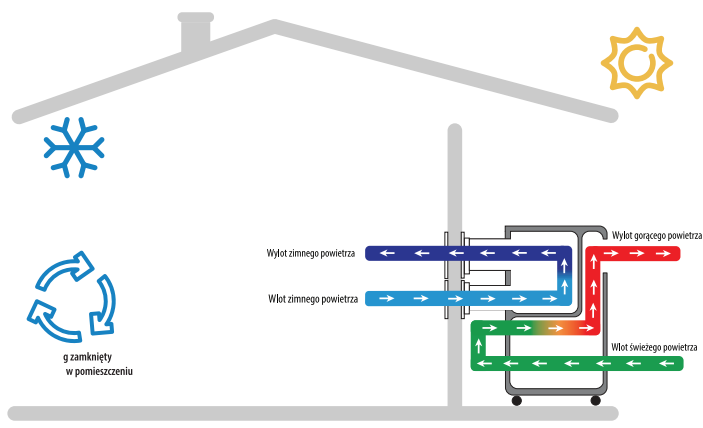 Wylot gorącego powietrza
Wylot zimnego powietrza
Wlot zimnego powietrza
Wlot świeżego powietrza
g zamknięty
w pomieszczeniu